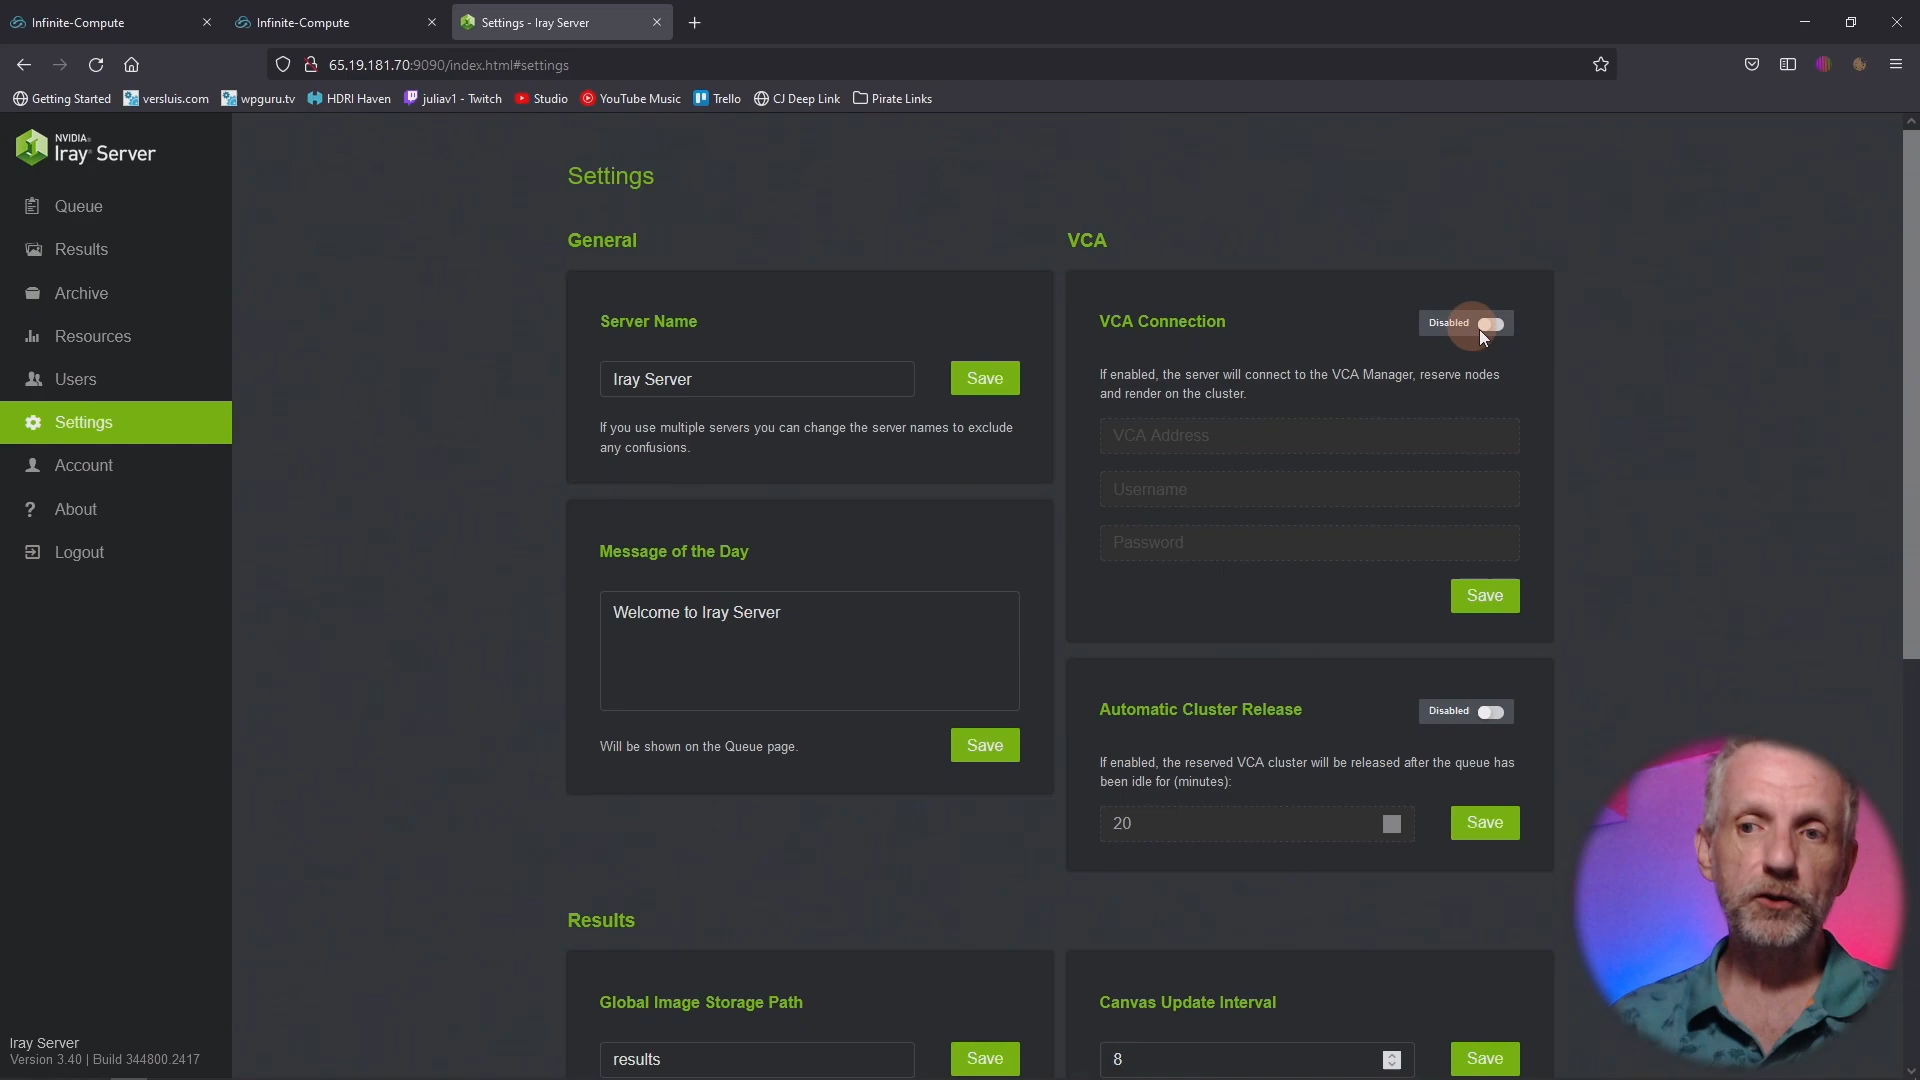 Infinite-Compute
Infinite-Compute
Settings - Iray Server
65.19.181.70:9090/index.html#settings
Getting Started
versluis.com
wpguru.tv
HDRI Haven
juliav1 - Twitch
Studio
YouTube Music
Trello
CJ Deep Link
Pirate Links
NVIDIA
Iray Server
Queue
Results
Archive
Resources
Users
Settings
Account
About
Logout
Iray Server
Version 3.40 | Build 344800.2417
Settings
General
Server Name
Iray Server
Save
If you use multiple servers you can change the server names to exclude
any confusions.
Message of the Day
Welcome to Iray Server
Will be shown on the Queue page.
Save
VCA
VCA Connection
Disabled
If enabled, the server will connect to the VCA Manager, reserve nodes
and render on the cluster.
VCA Address
Username
Password
Save
Automatic Cluster Release
Disabled
If enabled, the reserved VCA cluster will be released after the queue has
been idle for (minutes):
20
Save
Results
Global Image Storage Path
results
Save
Canvas Update Interval
8
Save